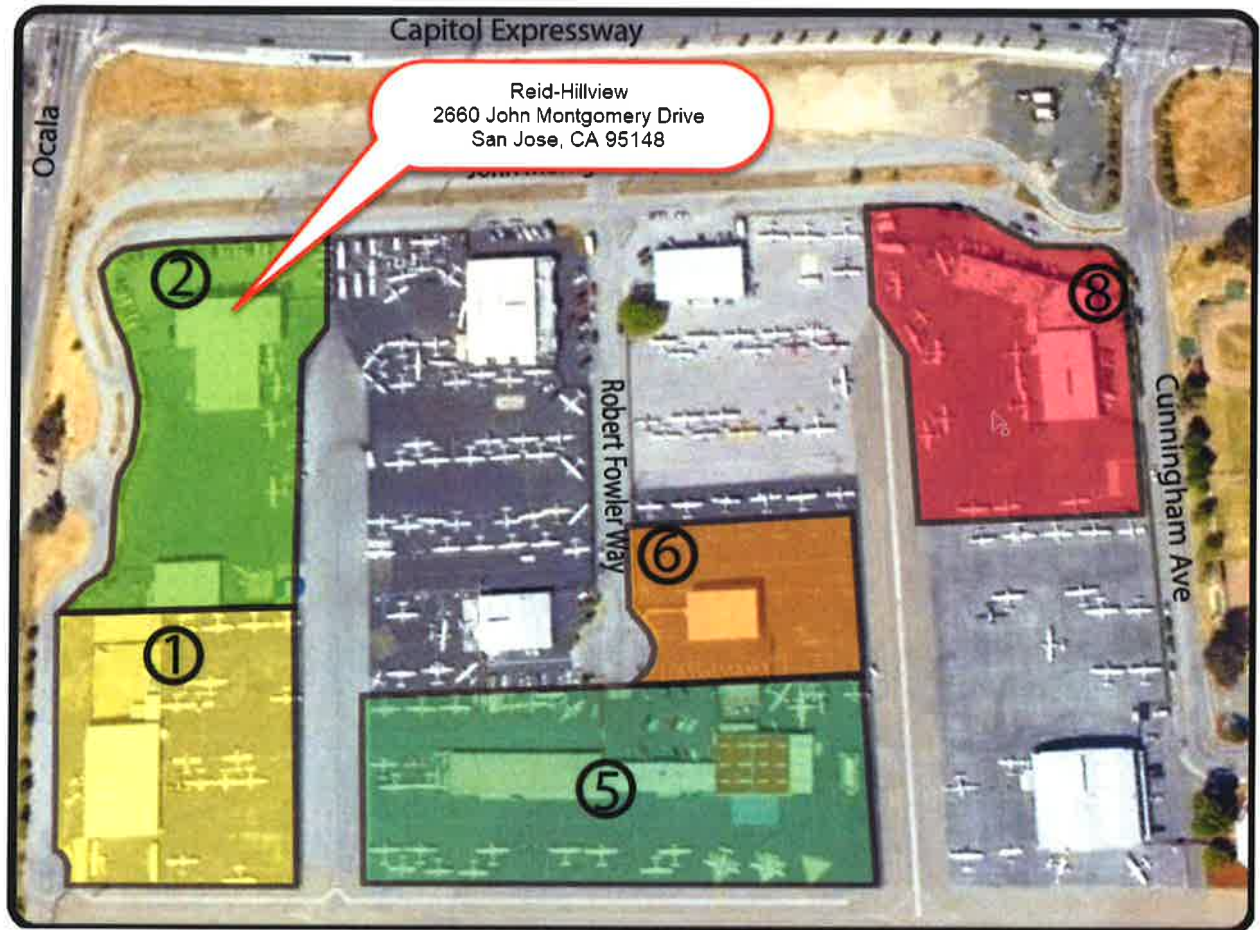 Capitol Expressway
Reid-Hillview
2660 John Montgomery Drive
San Jose, CA 95148
Ocala
②
⑧
Robert Fowler Way
Cunningham Ave
⑥
①
⑤